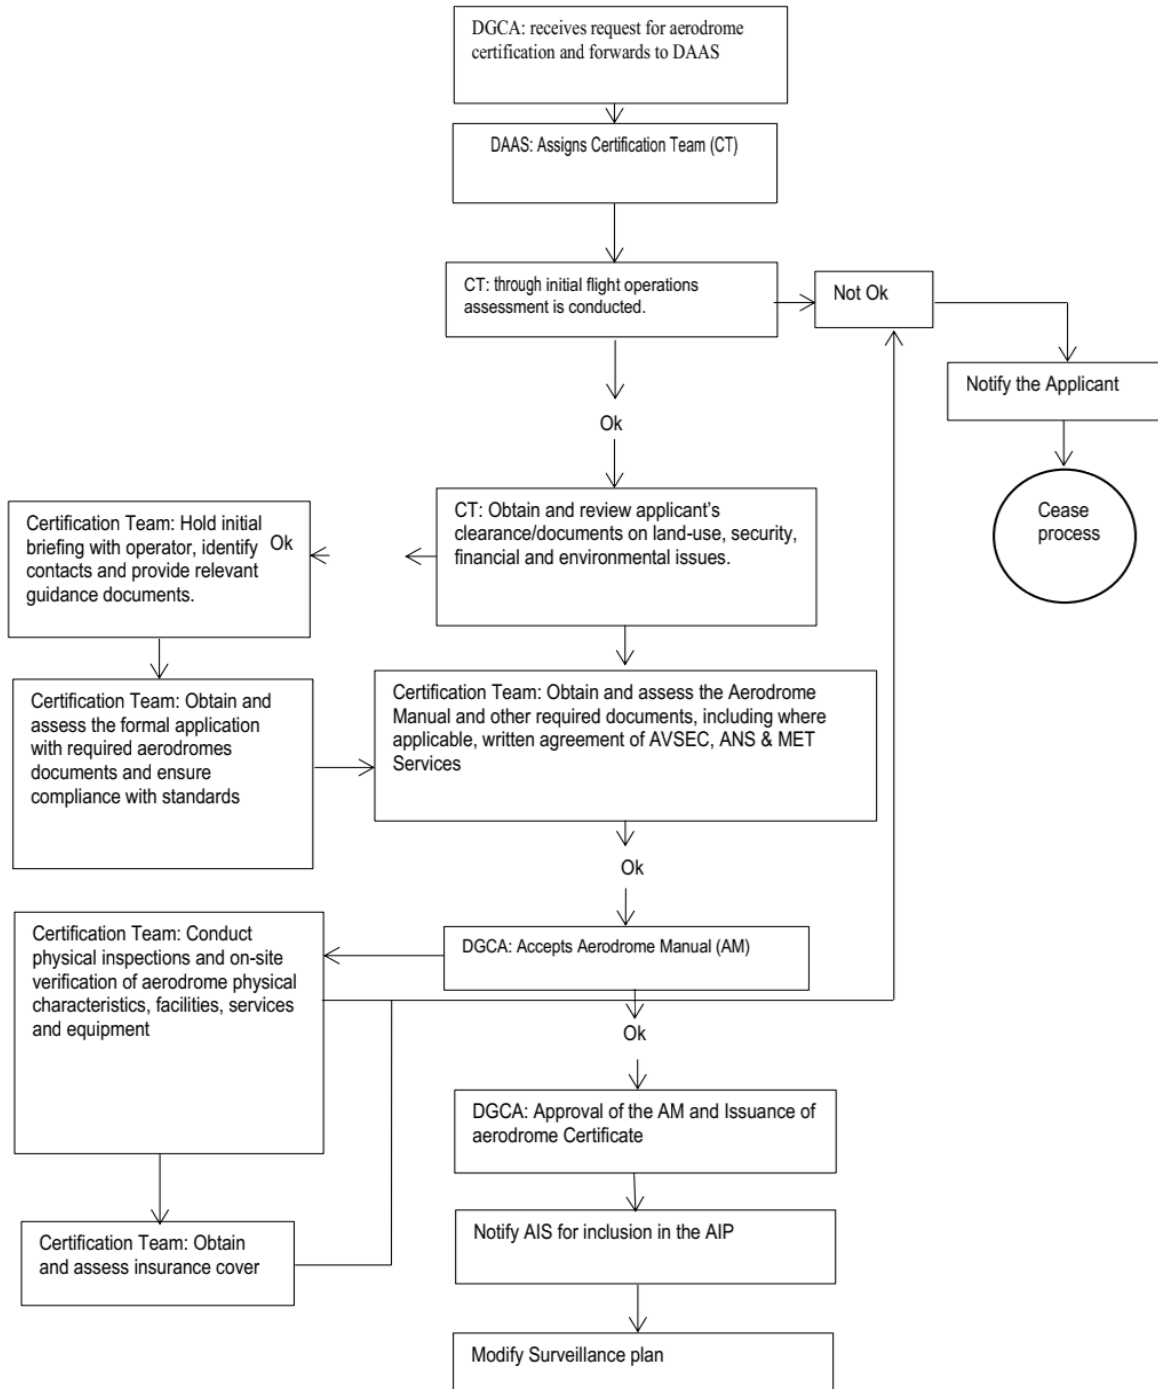 DGCA: receives request for aerodrome
certification and forwards to DAAS
DAAS: Assigns Certification Team (CT)
CT: through initial flight operations
assessment is conducted.
Not Ok
Notify the Applicant
Cease
process
Ok
CT: Obtain and review applicant's
clearance/documents on land-use, security,
financial and environmental issues.
Ok
Certification Team: Hold initial
briefing with operator, identify
contacts and provide relevant
guidance documents.
Certification Team: Obtain and
assess the formal application
with required aerodromes
documents and ensure
compliance with standards
Certification Team: Obtain and assess the Aerodrome
Manual and other required documents, including where
applicable, written agreement of AVSEC, ANS & MET
Services
Ok
DGCA: Accepts Aerodrome Manual (AM)
Certification Team: Conduct
physical inspections and on-site
verification of aerodrome physical
characteristics, facilities, services
and equipment
Certification Team: Obtain
and assess insurance cover
Ok
DGCA: Approval of the AM and Issuance of
aerodrome Certificate
Notify AIS for inclusion in the AIP
Modify Surveillance plan